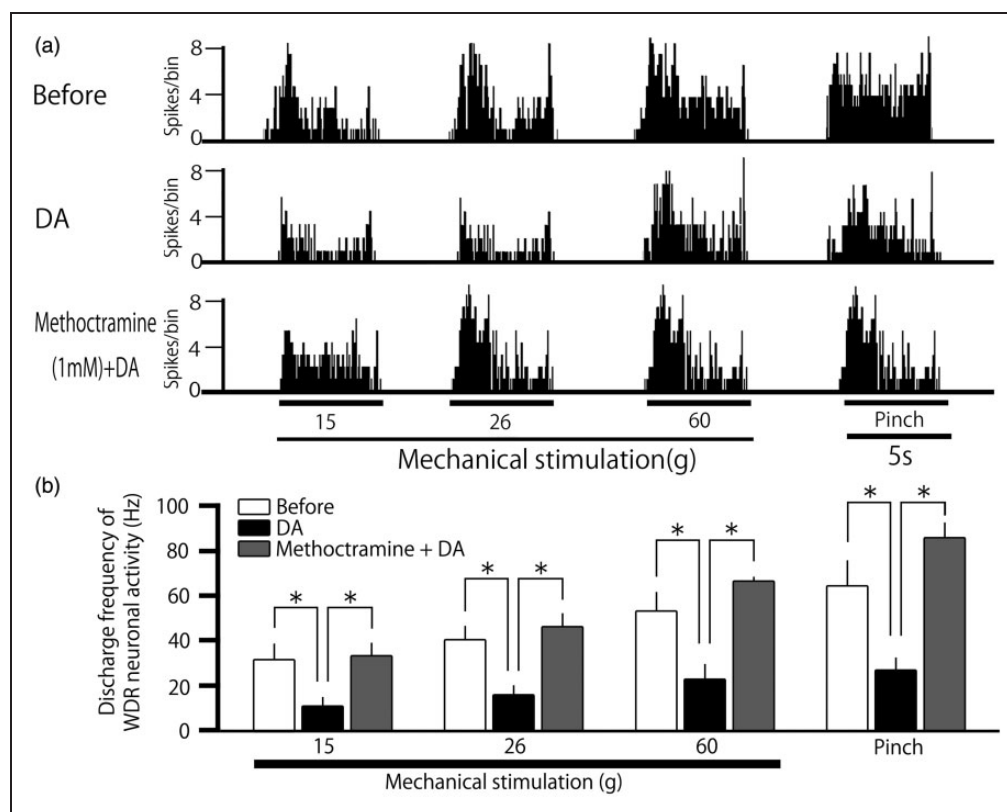 (a)
Before
Spikes/bin
8
4
0
DA
Spikes/bin
8
4
0
Methoctramine
(1mM)+DA
Spikes/bin
8
4
0
15 26 60 Pinch
Mechanical stimulation(g) 5s
(b)
Discharge frequency of
WDR neuronal activity (Hz)
100
80
60
40
20
0
Before
DA
Methoctramine + DA
* * * * * * * *
15 26 60 Pinch
Mechanical stimulation (g)